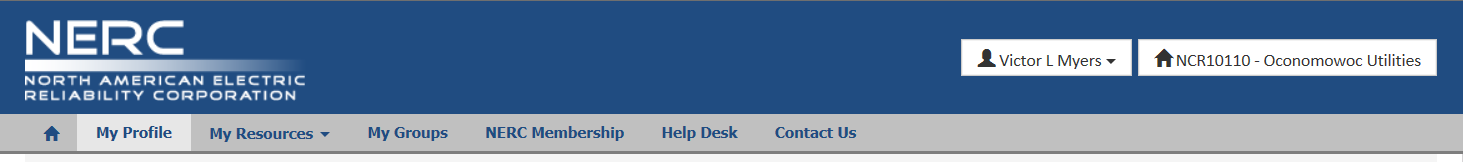 NERC
NORTH AMERICAN ELECTRIC
RELIABILITY CORPORATION
Victor L Myers
NCR10110 - Oconomowoc Utilities
My Profile
My Resources
My Groups
NERC Membership
Help Desk
Contact Us